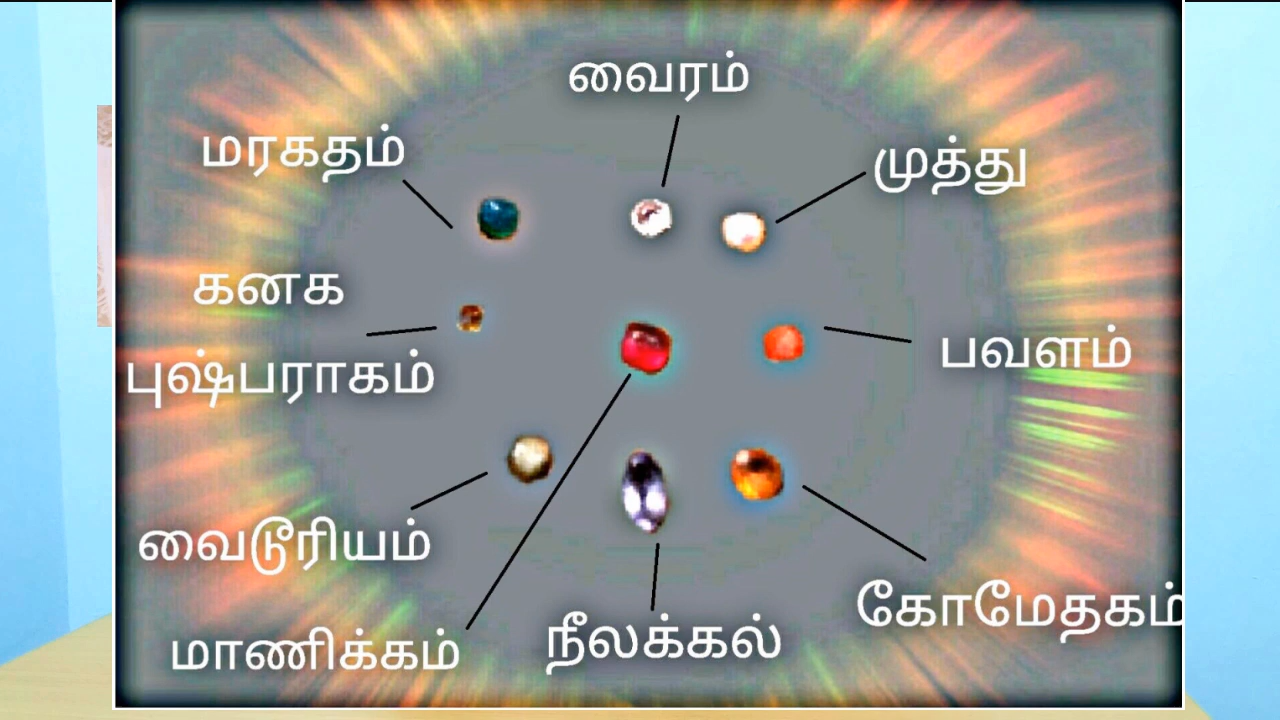 வைரம்
மரகதம்
முத்து
கனக
புஷ்பராகம்
பவளம்
வைடூரியம்
கோமேதகம்
மாணிக்கம்
நீலக்கல்